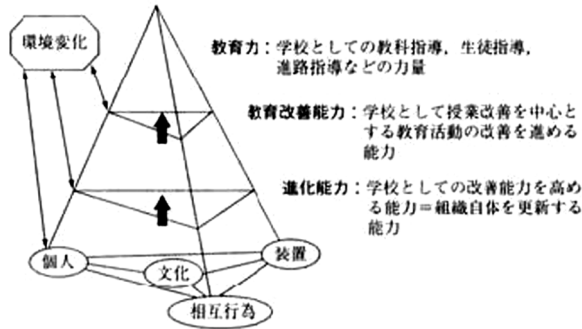 環境変化
教育力：学校としての教科指導，生徒指導，
進路指導などの力量
教育改善能力：学校として授業改善を中心と
する教育活動の改善を進める
能力
進化能力：学校としての改善能力を高め
る能力＝組織自体を更新する
能力
個人
文化
装置
相互行為